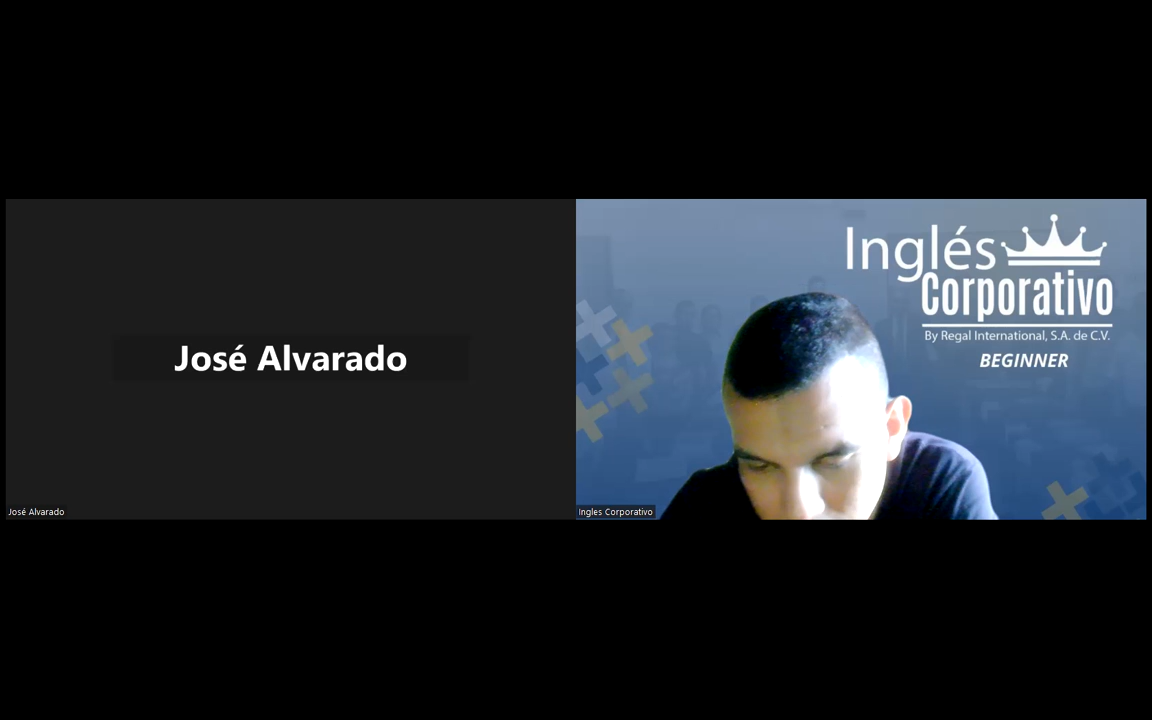 José Alvarado
José Alvarado
Inglés
Corporativo
By Regal International, S.A. de C.V.
BEGINNER
Ingles Corporativo